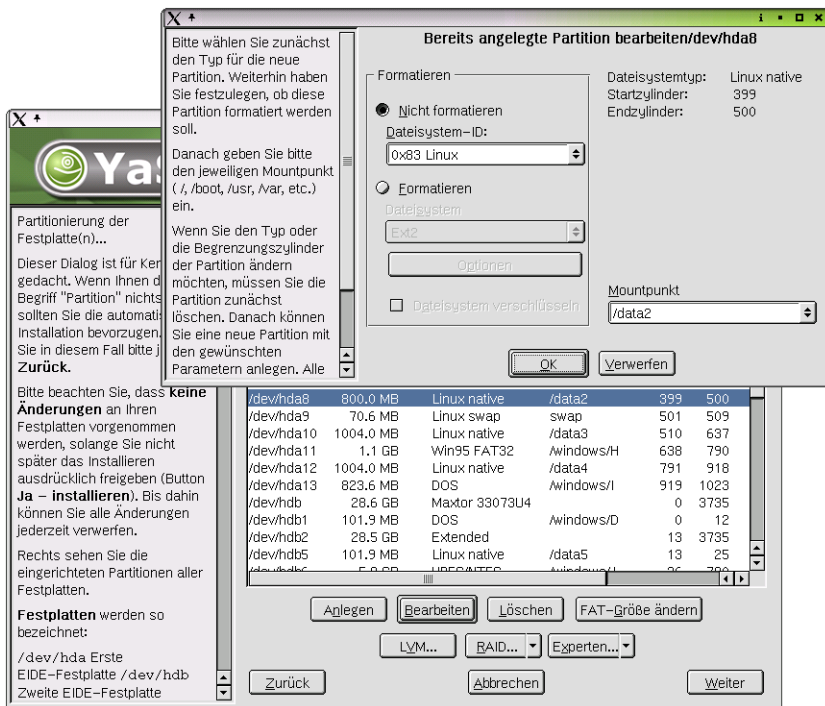 Bereits angelegte Partition bearbeiten/dev/hda8
Bitte wählen Sie zunächst
den Typ für die neue
Partition. Weiterhin haben
Sie festzulegen, ob diese
Partition formatiert werden
soll.
Danach geben Sie bitte
den jeweiligen Mountpunkt
( /, /boot, /usr, /var, etc.)
ein.
Wenn Sie den Typ oder
die Begrenzungszylinder
der Partition ändern
möchten, müssen Sie die
Partition zunächst
löschen. Danach können
Sie eine neue Partition mit
den gewünschten
Parametern anlegen. Alle
Formatieren
Nicht formatieren
Dateisystem-ID:
0x83 Linux
Formatieren
Dateisystem
Ext2
Optionen
Dateisystem verschlüsseln
Dateisystemtyp: Linux native
Startzylinder: 399
Endzylinder: 500
Mountpunkt
/data2
OK Verwerfen
YaS
Partitionierung der
Festplatte(n)...
Dieser Dialog ist für
gedacht. Wenn Ihnen
Begriff "Partition" nichts
sollten Sie die
Installation bevorzugen.
Sie in diesem Fall bitte
Zurück.
Bitte beachten Sie, dass keine
Änderungen an Ihren
Festplatten vorgenommen
werden, solange Sie nicht
später das Installieren
ausdrücklich freigeben (Button
Ja – installieren). Bis dahin
können Sie alle Änderungen
jederzeit verwerfen.
Rechts sehen Sie die
eingerichteten Partitionen aller
Festplatten.
Festplatten werden so
bezeichnet:
/dev/hda Erste
EIDE-Festplatte /dev/hdb
Zweite EIDE-Festplatte
/dev/hda8 800.0 MB Linux native /data2 399 500
/dev/hda9 70.6 MB Linux swap swap 501 509
/dev/hda10 1004.0 MB Linux native /data3 510 637
/dev/hda11 1.1 GB Win95 FAT32 /windows/H 638 790
/dev/hda12 1004.0 MB Linux native /data4 791 918
/dev/hda13 823.6 MB DOS /windows/I 919 1023
/dev/hdb 28.6 GB Maxtor 33073U4 0 3735
/dev/hdb1 101.9 MB DOS /windows/D 0 12
/dev/hdb2 28.5 GB Extended 13 3735
/dev/hdb5 101.9 MB Linux native /data5 13 25
Anlegen Bearbeiten Löschen FAT-Größe ändern
LVM... RAID... Experten...
Zurück Abbrechen Weiter